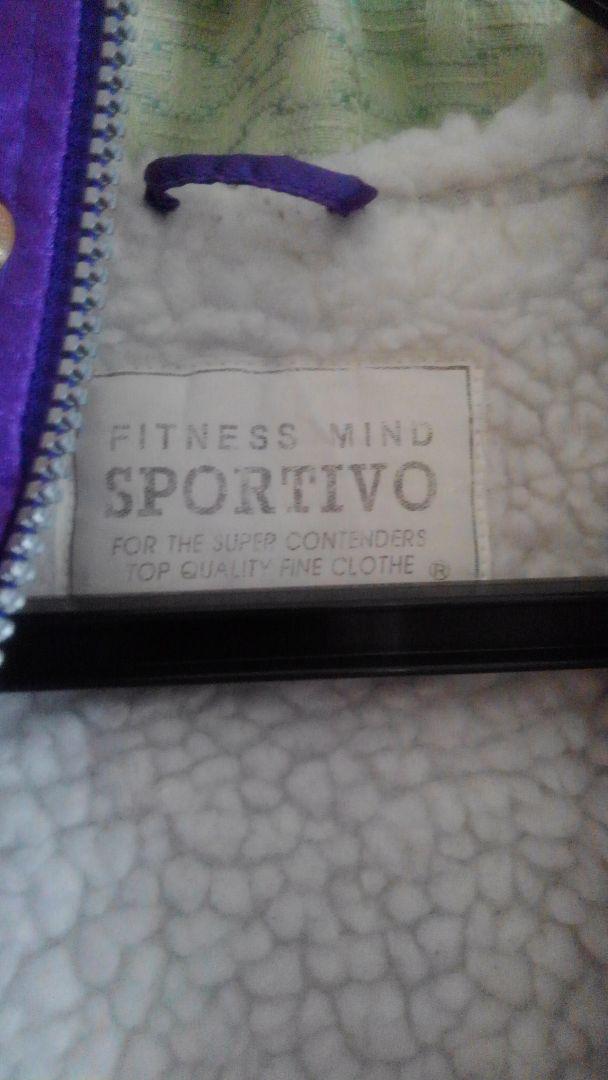 FITNESS MIND
SPORTIVO
FOR THE SUPER CONTENDERS
TOP QUALITY FINE CLOTHE ®